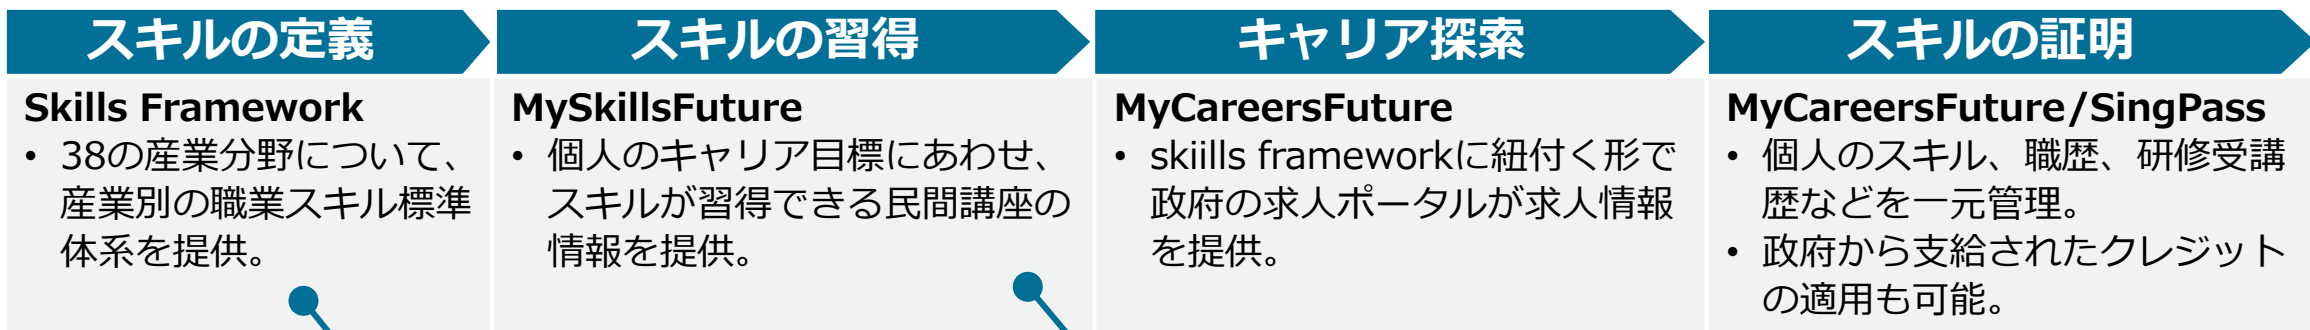 スキルの定義
スキルの習得
キャリア探索
スキルの証明
Skills Framework
• 38の産業分野について、
産業別の職業スキル標準
体系を提供。
MySkillsFuture
• 個人のキャリア目標にあわせ、
スキルが習得できる民間講座の
情報を提供。
MyCareersFuture
• skiills frameworkに紐付く形で
政府の求人ポータルが求人情報
を提供。
MyCareersFuture/SingPass
• 個人のスキル、職歴、研修受講
歴などを一元管理。
• 政府から支給されたクレジット
の適用も可能。